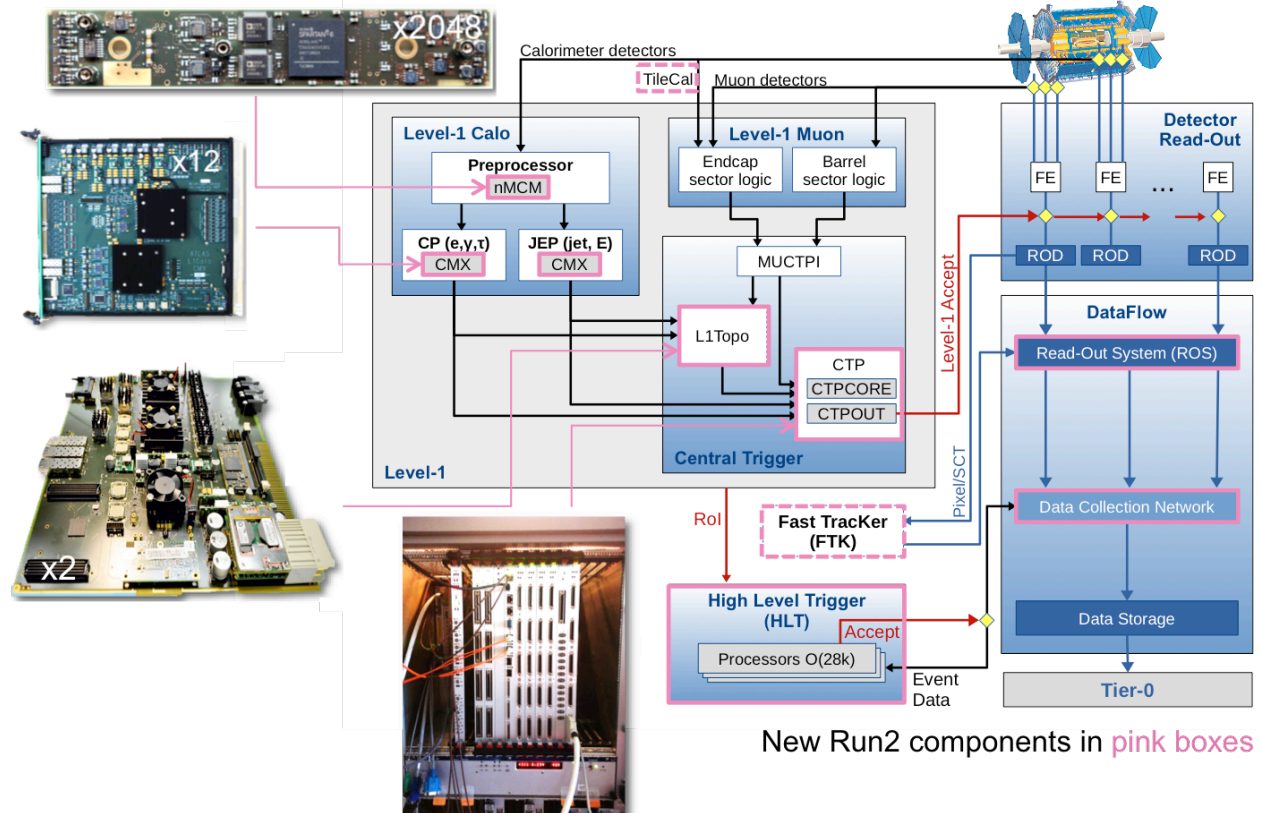 x2048
SPARTAN-6
x12
x2
Calorimeter detectors
TileCal
Muon detectors
Level-1 Calo
Preprocessor
nMCM
CP (e,γ,τ)
CMX
JEP (jet, E)
CMX
Level-1 Muon
Endcap
sector logic
Barrel
sector logic
MUCTPI
L1Topo
CTP
CTPCORE
CTPOUT
Central Trigger
Level-1
Level-1 Accept
Detector
Read-Out
FE
FE
...
FE
ROD
ROD
ROD
DataFlow
Read-Out System (ROS)
Pixel/SCT
Data Collection Network
RoI
Fast TracKer
(FTK)
High Level Trigger
(HLT)
Accept
Processors O(28k)
Event
Data
Data Storage
Tier-0
New Run2 components in pink boxes